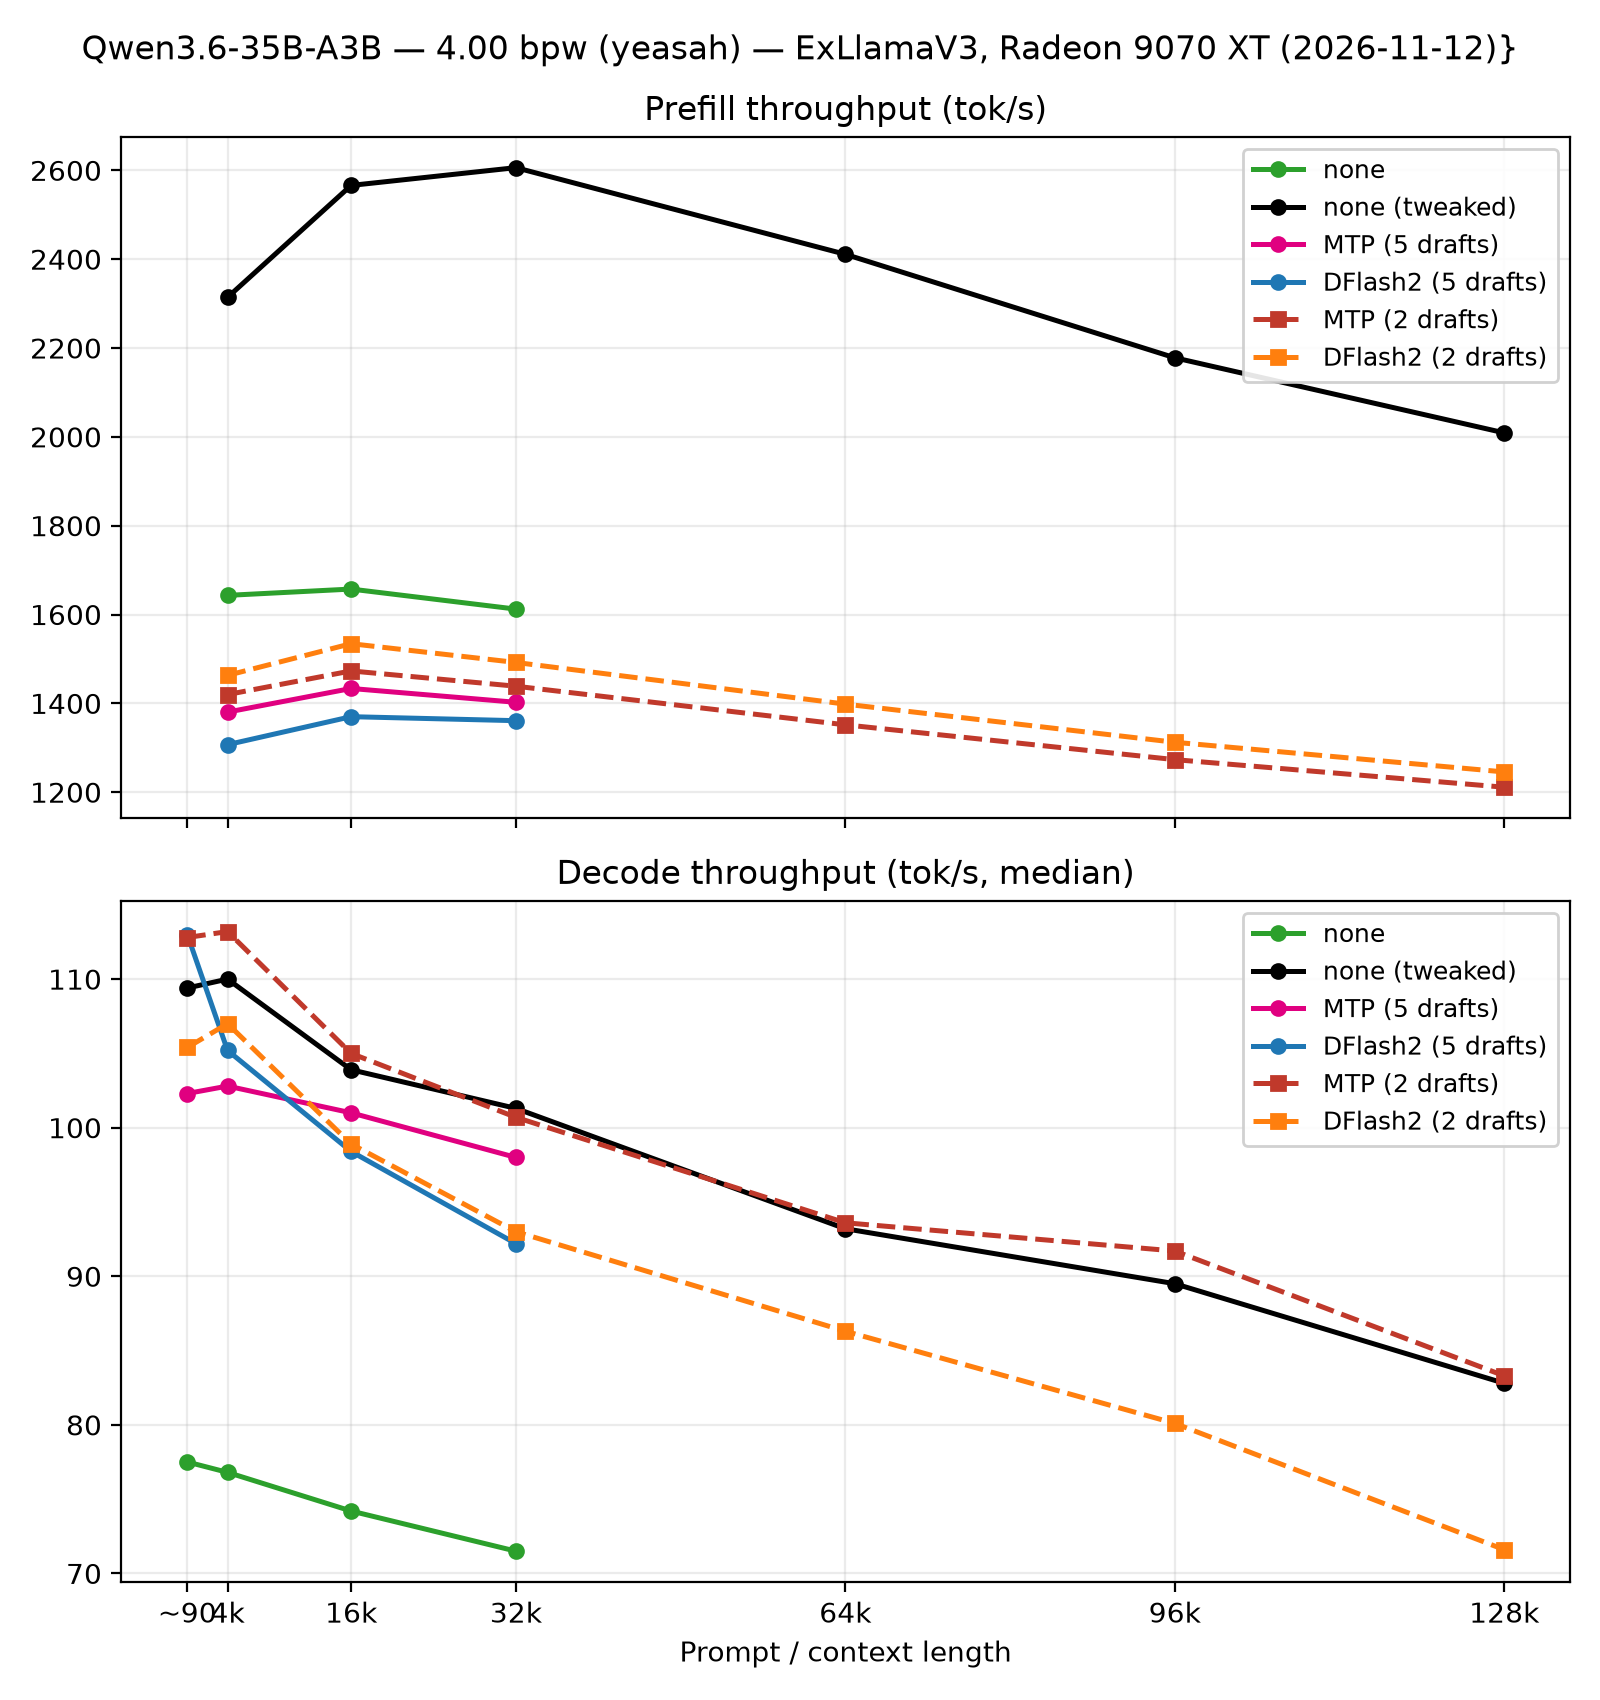 Qwen3.6-35B-A3B — 4.00 bpw (yeasah) — ExLlamaV3, Radeon 9070 XT (2026-11-12)}
Prefill throughput (tok/s)
2600
2400
2200
2000
1800
1600
1400
1200
none
none (tweaked)
MTP (5 drafts)
DFlash2 (5 drafts)
MTP (2 drafts)
DFlash2 (2 drafts)
Decode throughput (tok/s, median)
110
100
90
80
70
none
none (tweaked)
MTP (5 drafts)
DFlash2 (5 drafts)
MTP (2 drafts)
DFlash2 (2 drafts)
~90 4k 16k 32k 64k 96k 128k
Prompt / context length